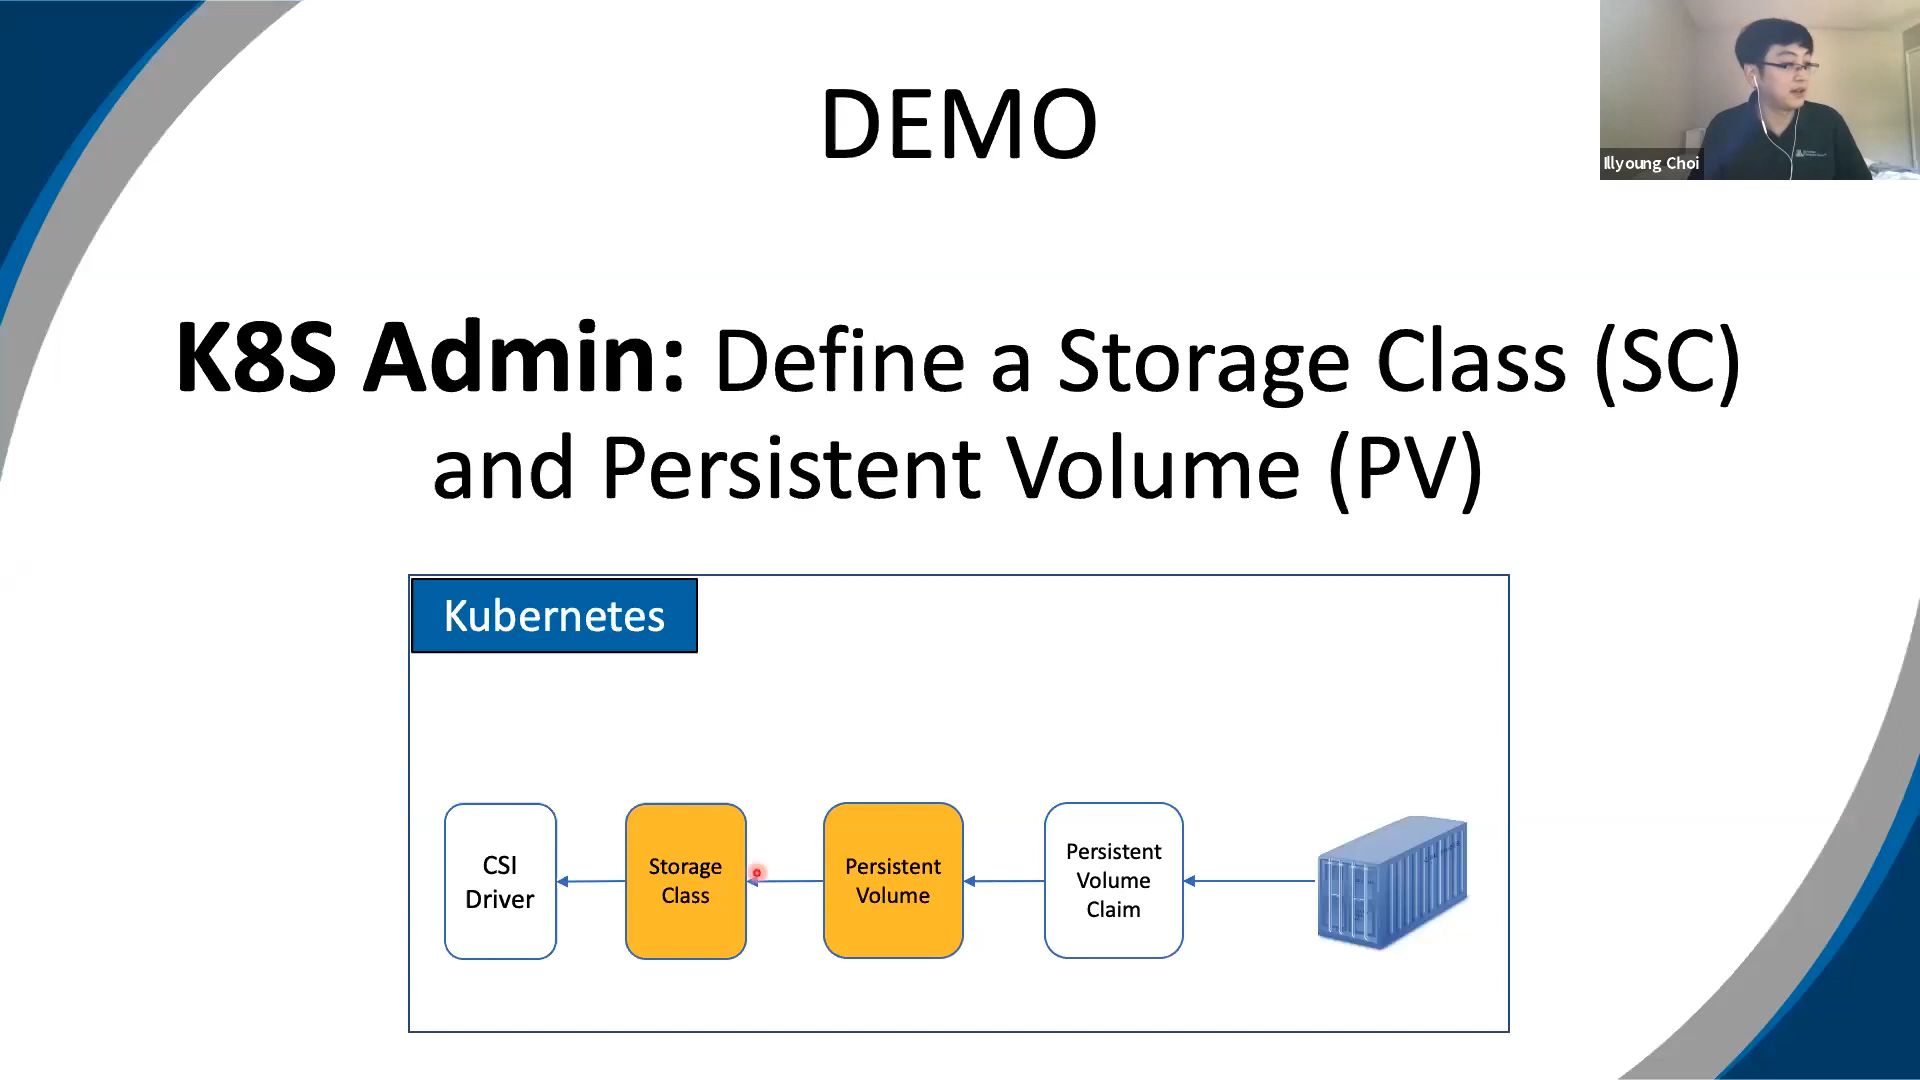 DEMO
Illyoung Choi
K8S Admin: Define a Storage Class (SC)
and Persistent Volume (PV)
Kubernetes
CSI
Driver
Storage
Class
Persistent
Volume
Persistent
Volume
Claim